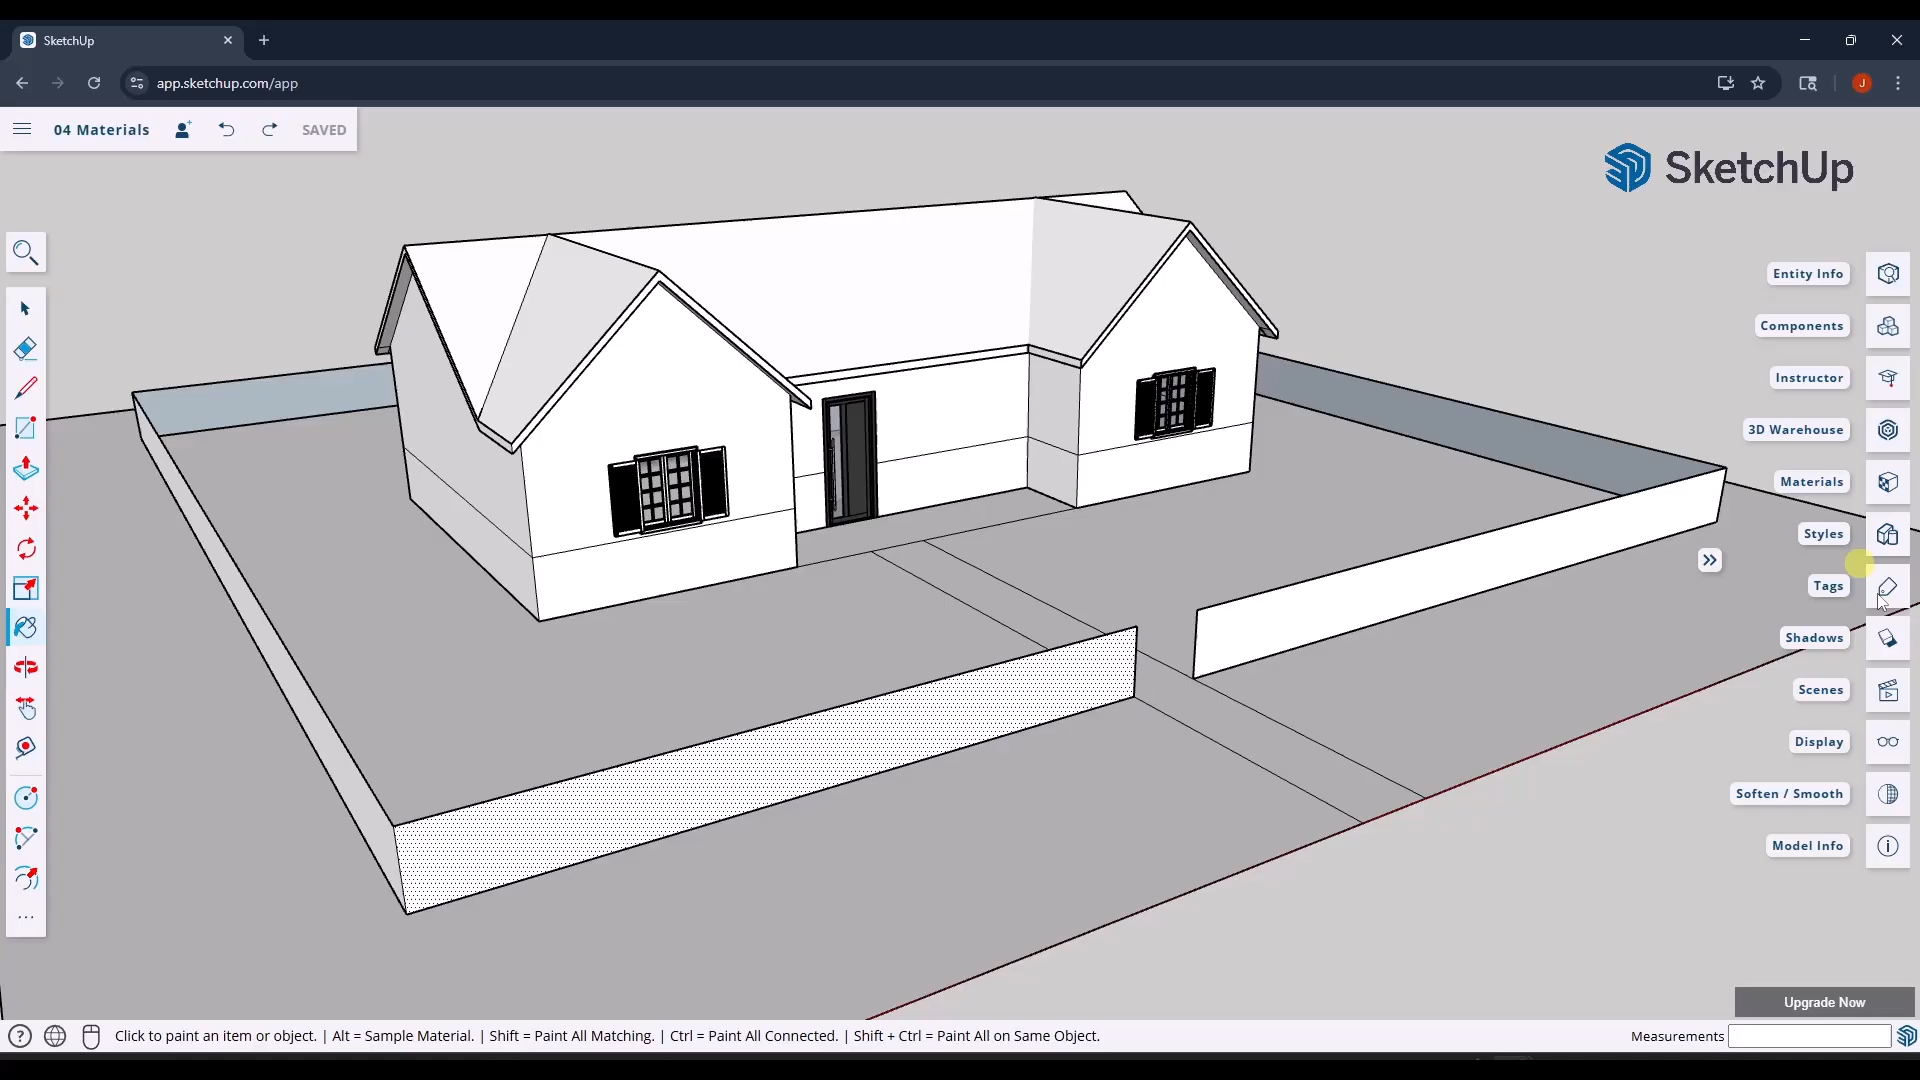 SketchUp
app.sketchup.com/app
J
04 Materials
SAVED
SketchUp
Entity Info
Components
Instructor
3D Warehouse
Materials
Styles
Tags
Shadows
Scenes
Display
Soften / Smooth
Model Info
Upgrade Now
Click to paint an item or object. | Alt = Sample Material. | Shift = Paint All Matching. | Ctrl = Paint All Connected. | Shift + Ctrl = Paint All on Same Object.
Measurements